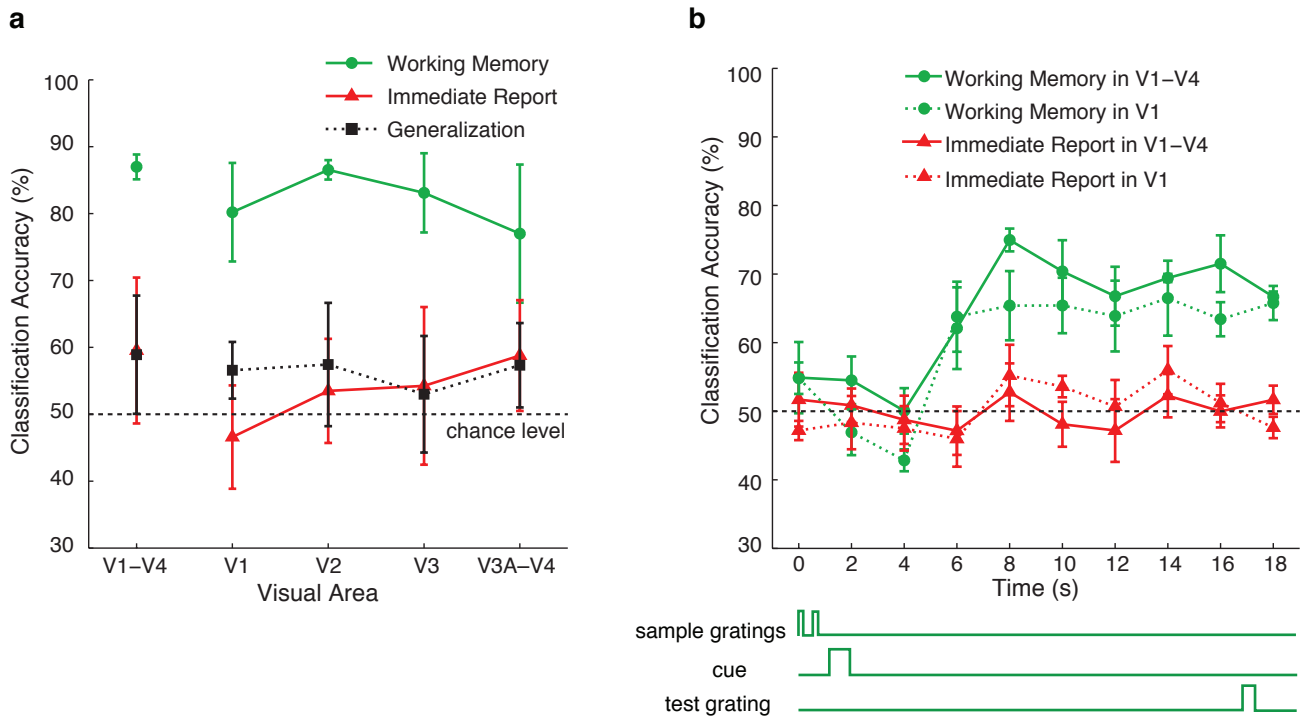 a
Working Memory
Immediate Report
Generalization
Classification Accuracy (%)
100
90
80
70
60
50
40
30
chance level
V1–V4 V1 V2 V3 V3A–V4
Visual Area
b
Working Memory in V1–V4
Working Memory in V1
Immediate Report in V1–V4
Immediate Report in V1
Classification Accuracy (%)
100
90
80
70
60
50
40
30
0 2 4 6 8 10 12 14 16 18
Time (s)
sample gratings
cue
test grating